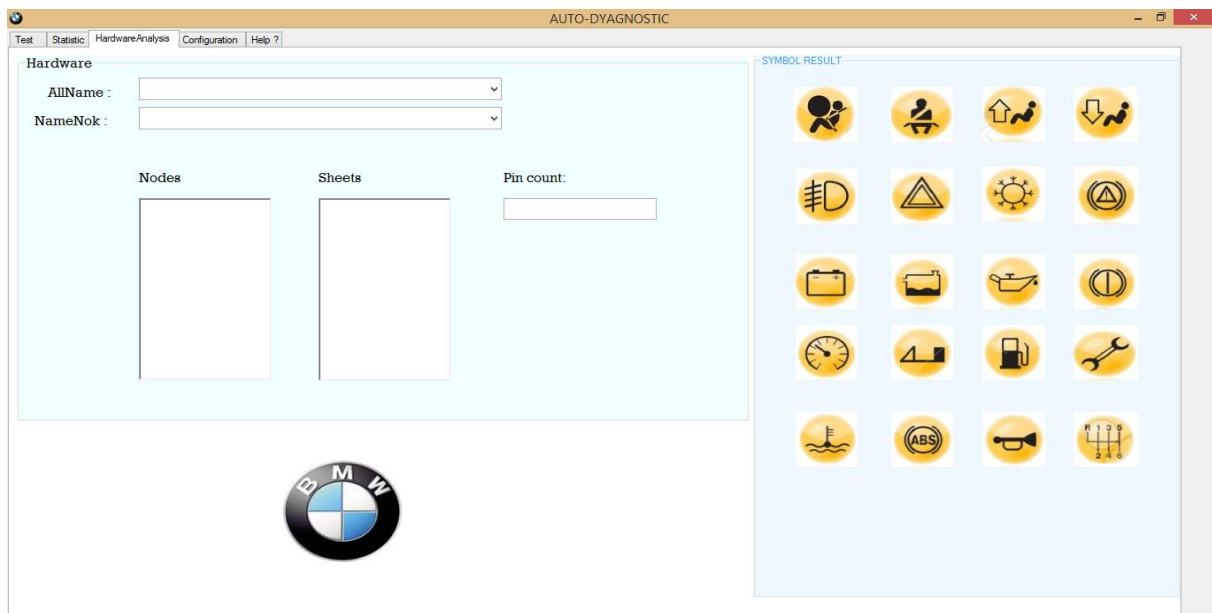 AUTO-DYAGNOSTIC
Test Statistic HardwareAnalysis Configuration Help ?
Hardware
AllName :
NameNok :
Nodes Sheets Pin count:
BMW
SYMBOL RESULT
ABS
R 1 3 5
2 4 6